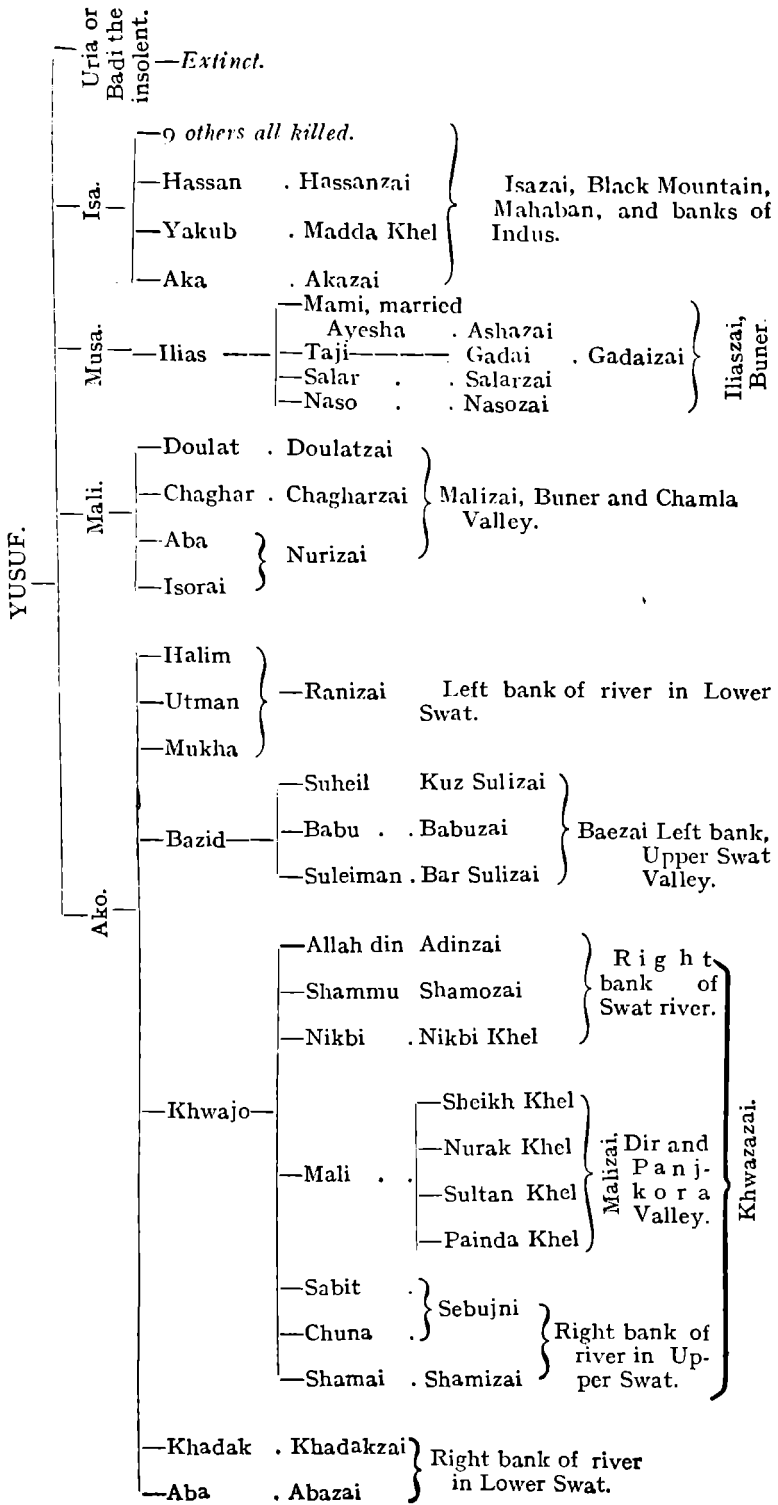 YUSUF.
Uria or
Badi the
insolent.
—Extinct.
Isa.
—9 others all killed.
—Hassan . Hassanzai
—Yakub . Madda Khel
—Aka . Akazai
Isazai, Black Mountain,
Mahaban, and banks of
Indus.
Musa.
—Ilias
—Mami, married
Ayesha . Ashazai
—Taji— Gadai . Gadaizai
—Salar . . Salarzai
—Naso . . Nasozai
Iliaszai,
Buner.
Mali.
—Doulat . Doulatzai
—Chaghar . Chagharzai
—Aba
—Isorai
Nurizai
Malizai, Buner and Chamla
Valley.
Ako.
—Halim
—Utman
—Mukha
—Ranizai Left bank of river in Lower
Swat.
—Bazid—
—Suheil Kuz Sulizai
—Babu . . Babuzai
—Suleiman . Bar Sulizai
Baezai Left bank,
Upper Swat
Valley.
—Khwajo—
—Allah din Adinzai
—Shammu Shamozai
—Nikbi . Nikbi Khel
Right
bank of
Swat river.
—Mali . .
—Sheikh Khel
—Nurak Khel
—Sultan Khel
—Painda Khel
Malizai.
Dir and
Panj-
kora
Valley.
—Sabit .
—Chuna .
Sebujni
—Shamai . Shamizai
Right bank of
river in Up-
per Swat.
Khwazazai.
—Khadak . Khadakzai
—Aba . Abazai
Right bank of river
in Lower Swat.